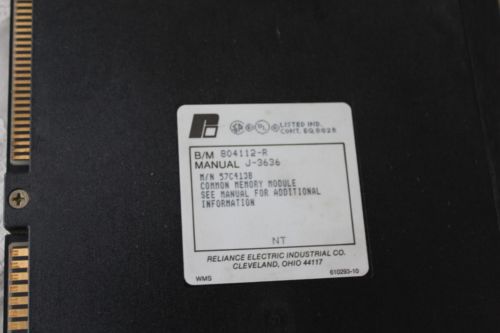 LISTED IND.
CONT. EQ.
B/M 804112-R
MANUAL J-3636
M/N 57C413B
COMMON MEMORY MODULE
SEE MANUAL FOR ADDITIONAL
INFORMATION
NT
RELIANCE ELECTRIC INDUSTRIAL CO.
CLEVELAND, OHIO 44117
WMS 610293-10